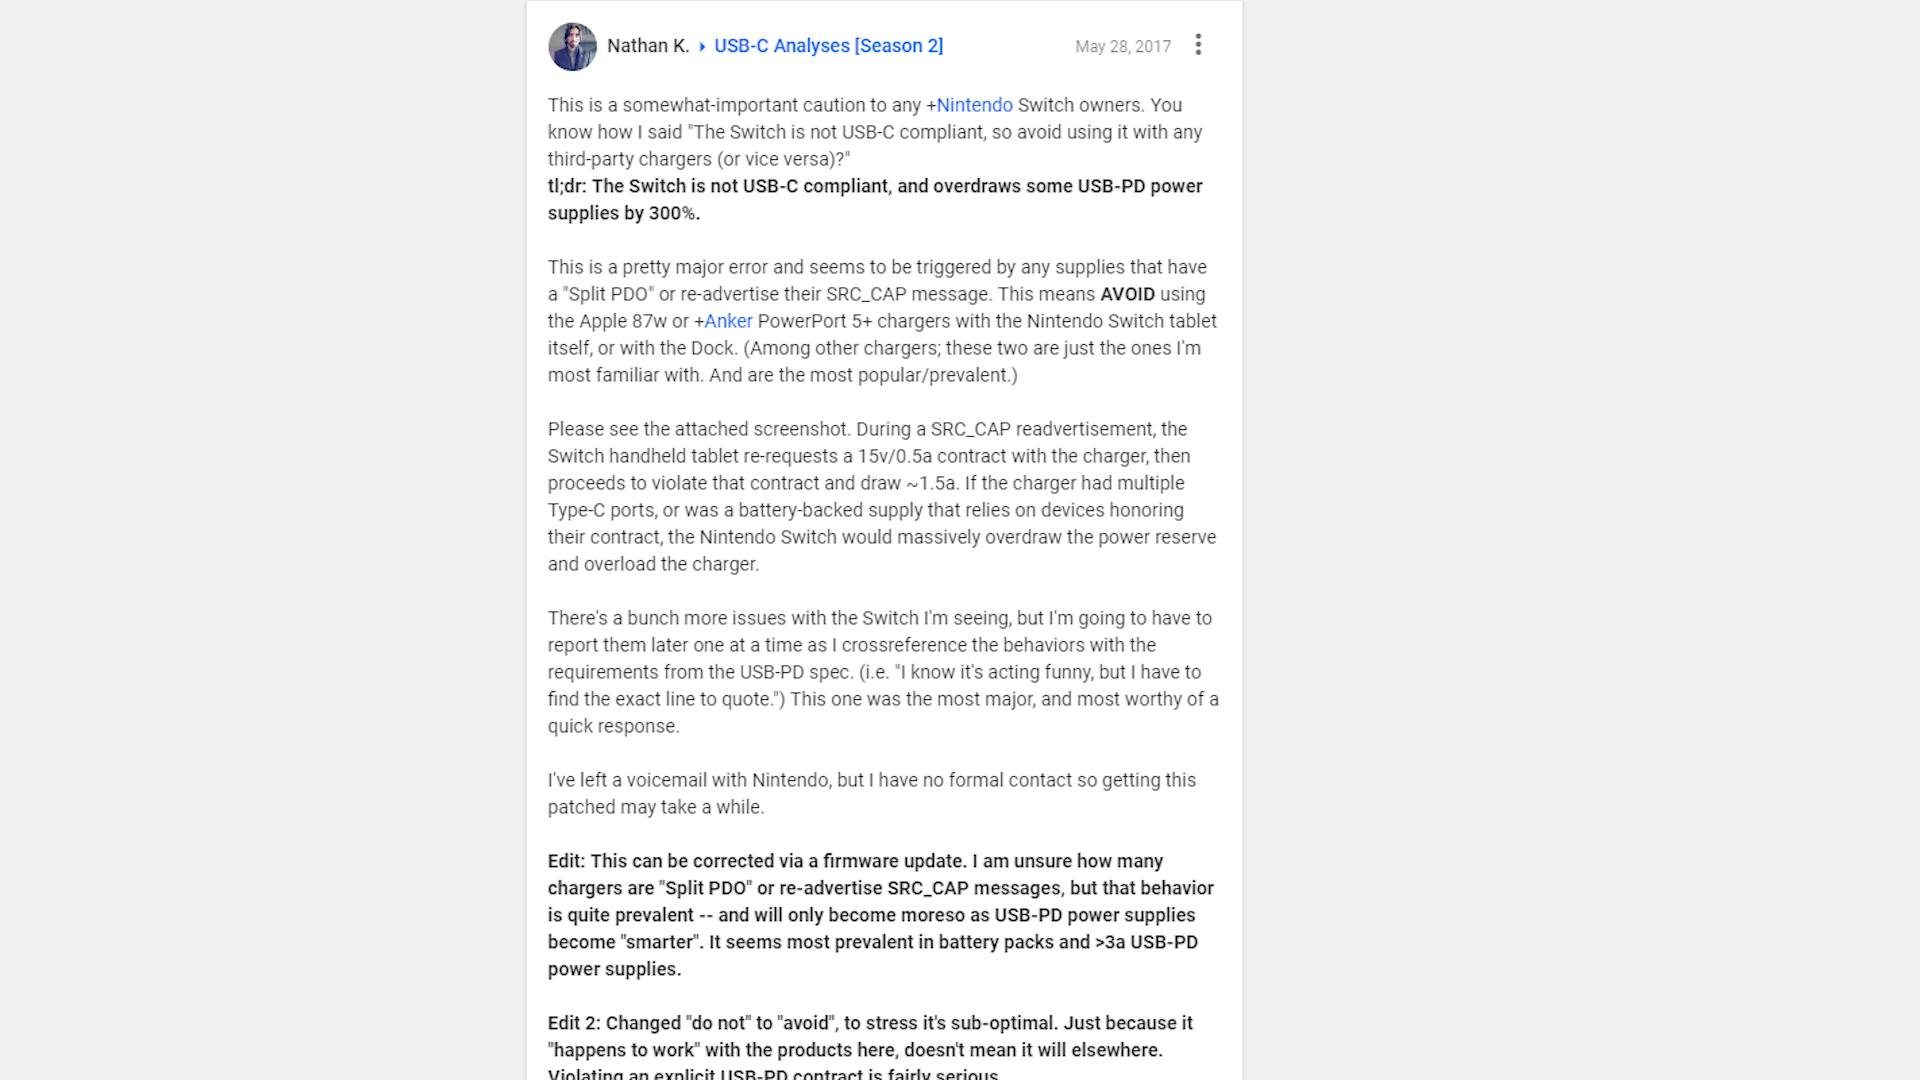 Nathan K. USB-C Analyses [Season 2] May 28, 2017
This is a somewhat-important caution to any +Nintendo Switch owners. You
know how I said "The Switch is not USB-C compliant, so avoid using it with any
third-party chargers (or vice versa)?"
tl;dr: The Switch is not USB-C compliant, and overdraws some USB-PD power
supplies by 300%.
This is a pretty major error and seems to be triggered by any supplies that have
a "Split PDO" or re-advertise their SRC_CAP message. This means AVOID using
the Apple 87w or +Anker PowerPort 5+ chargers with the Nintendo Switch tablet
itself, or with the Dock. (Among other chargers; these two are just the ones I'm
most familiar with. And are the most popular/prevalent.)
Please see the attached screenshot. During a SRC_CAP readvertisement, the
Switch handheld tablet re-requests a 15v/0.5a contract with the charger, then
proceeds to violate that contract and draw ~1.5a. If the charger had multiple
Type-C ports, or was a battery-backed supply that relies on devices honoring
their contract, the Nintendo Switch would massively overdraw the power reserve
and overload the charger.
There's a bunch more issues with the Switch I'm seeing, but I'm going to have to
report them later one at a time as I crossreference the behaviors with the
requirements from the USB-PD spec. (i.e. "I know it's acting funny, but I have to
find the exact line to quote.") This one was the most major, and most worthy of a
quick response.
I've left a voicemail with Nintendo, but I have no formal contact so getting this
patched may take a while.
Edit: This can be corrected via a firmware update. I am unsure how many
chargers are "Split PDO" or re-advertise SRC_CAP messages, but that behavior
is quite prevalent -- and will only become moreso as USB-PD power supplies
become "smarter". It seems most prevalent in battery packs and >3a USB-PD
power supplies.
Edit 2: Changed "do not" to "avoid", to stress it's sub-optimal. Just because it
"happens to work" with the products here, doesn't mean it will elsewhere.
Violating an explicit USB-PD contract is fairly serious.